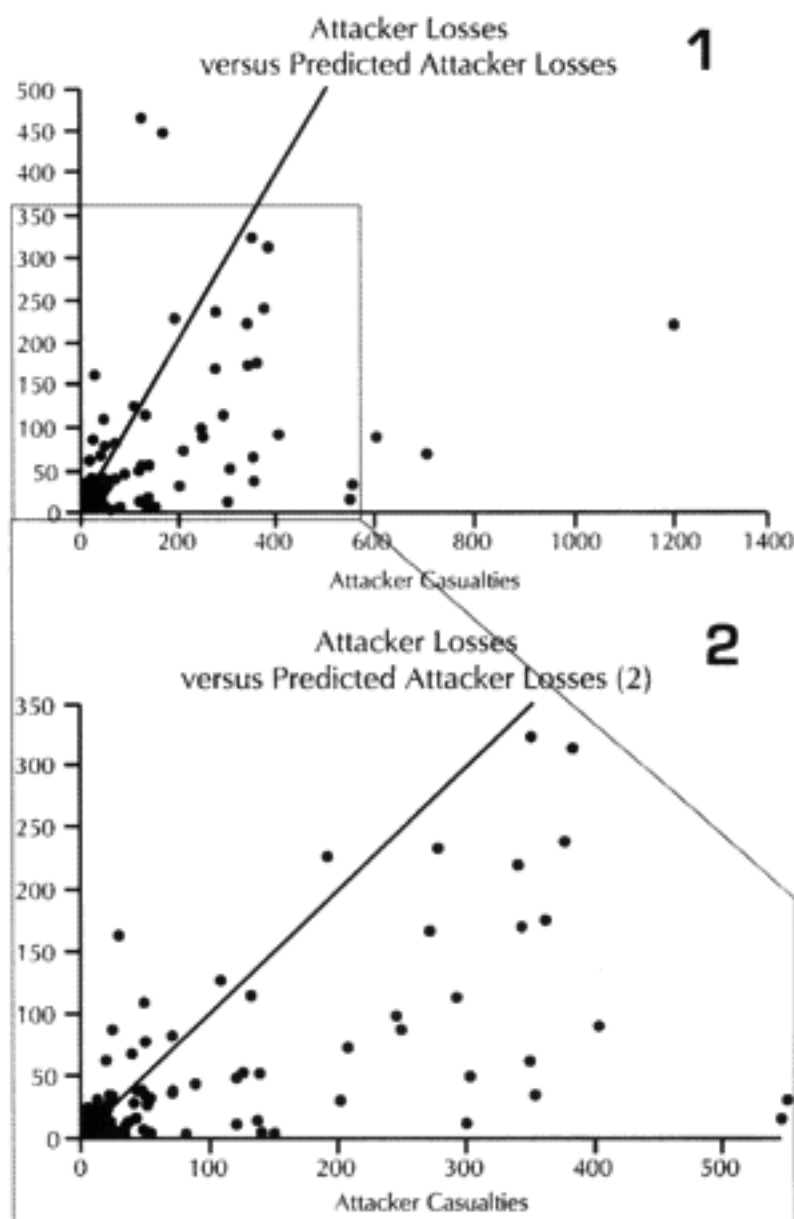 Attacker Losses
versus Predicted Attacker Losses
1
500
450
400
350
300
250
200
150
100
50
0
0 200 400 600 800 1000 1200 1400
Attacker Casualties
Attacker Losses
versus Predicted Attacker Losses (2)
2
350
300
250
200
150
100
50
0
0 100 200 300 400 500
Attacker Casualties